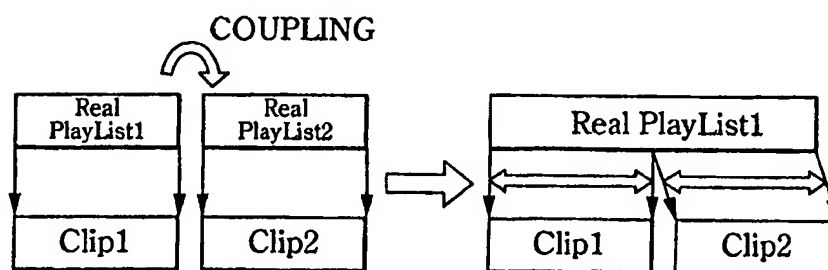 COUPLING
Real
PlayList1
Real
PlayList2
Real PlayList1
Clip1
Clip2
Clip1
Clip2